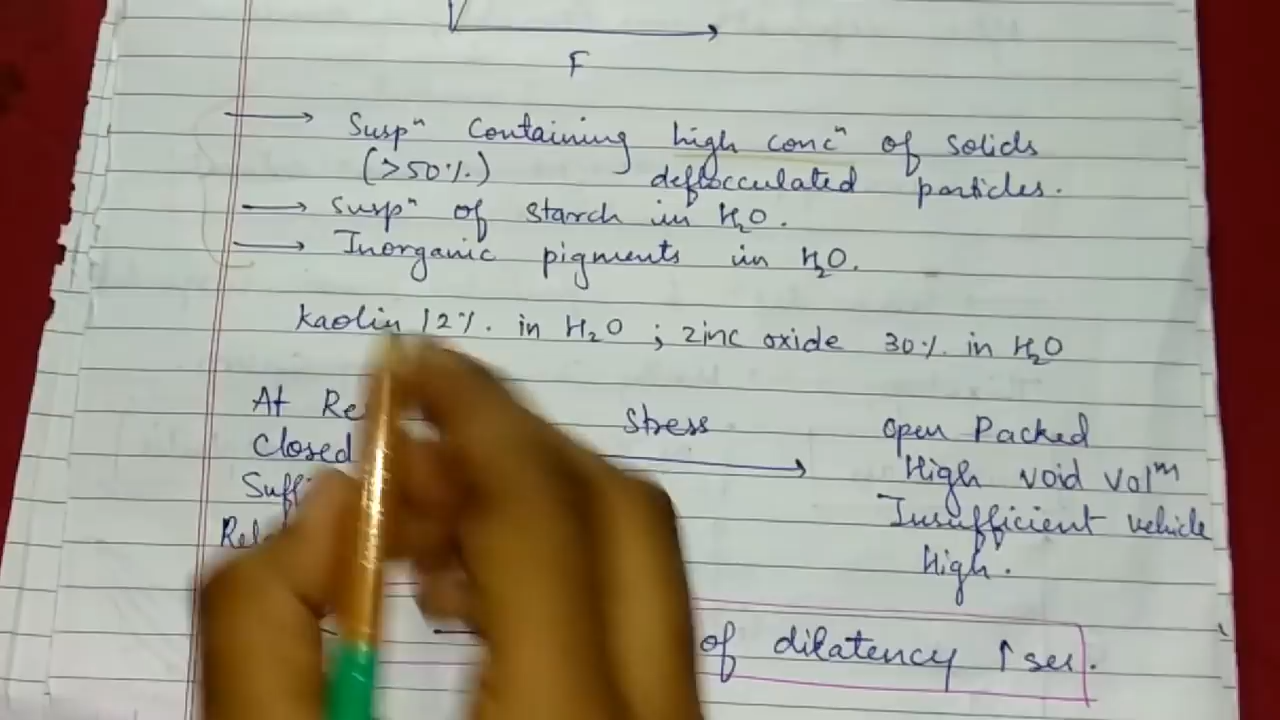 F
→ Suspⁿ Containing high concⁿ of solids
(>50%) deflocculated particles.
→ Suspⁿ of starch in H₂O.
→ Inorganic pigments in H₂O.
Kaolin 12% in H₂O ; zinc oxide 30% in H₂O
At Stress Open Packed
Closed High void volᵐ
Insufficient vehicle
High.
of dilatency ↑ses.